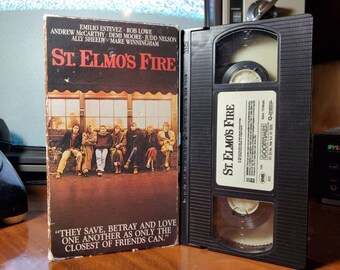 EMILIO ESTEVEZ · ROB LOWE
ANDREW McCARTHY · DEMI MOORE · JUDD NELSON
ALLY SHEEDY · MARE WINNINGHAM
ST. ELMO'S FIRE
"THEY SAVE, BETRAY AND LOVE
ONE ANOTHER AS ONLY THE
CLOSEST OF FRIENDS CAN."
ST. ELMO'S FIRE
VHS